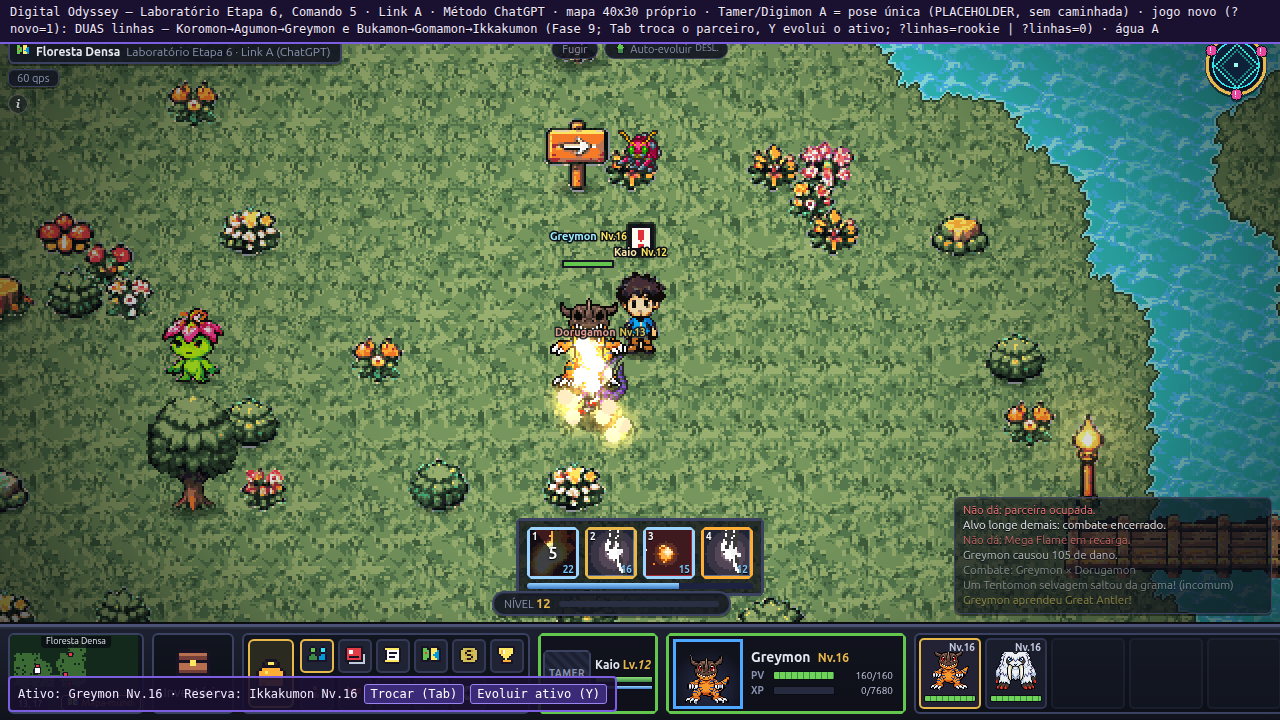 Digital Odyssey — Laboratório Etapa 6, Comando 5 · Link A · Método ChatGPT · mapa 40x30 próprio · Tamer/Digimon A = pose única (PLACEHOLDER, sem caminhada) · jogo novo (?
novo=1): DUAS linhas — Koromon→Agumon→Greymon e Bukamon→Gomamon→Ikkakumon (Fase 9; Tab troca o parceiro, Y evolui o ativo; ?linhas=rookie | ?linhas=0) · água A
Floresta Densa Laboratório Etapa 6 · Link A (ChatGPT)
Fugir
Auto-evoluir DESL.
60 qps
i
Greymon Nv.16
Kaio Nv.12
Dorugamon Nv.13
Não dá: parceira ocupada.
Alvo longe demais: combate encerrado.
Não dá: Mega Flame em recarga.
Greymon causou 105 de dano.
Combate: Greymon × Dorugamon
Um Tentomon selvagem saltou da grama! (incomum)
Greymon aprendeu Great Antler!
1 5 22
2 16
3 15
4 12
NÍVEL 12
Floresta Densa
TAMER
Kaio Lv.12
Greymon Nv.16
PV 160/160
XP 0/7680
Nv.16
Nv.16
Ativo: Greymon Nv.16 · Reserva: Ikkakumon Nv.16 Trocar (Tab) Evoluir ativo (Y)